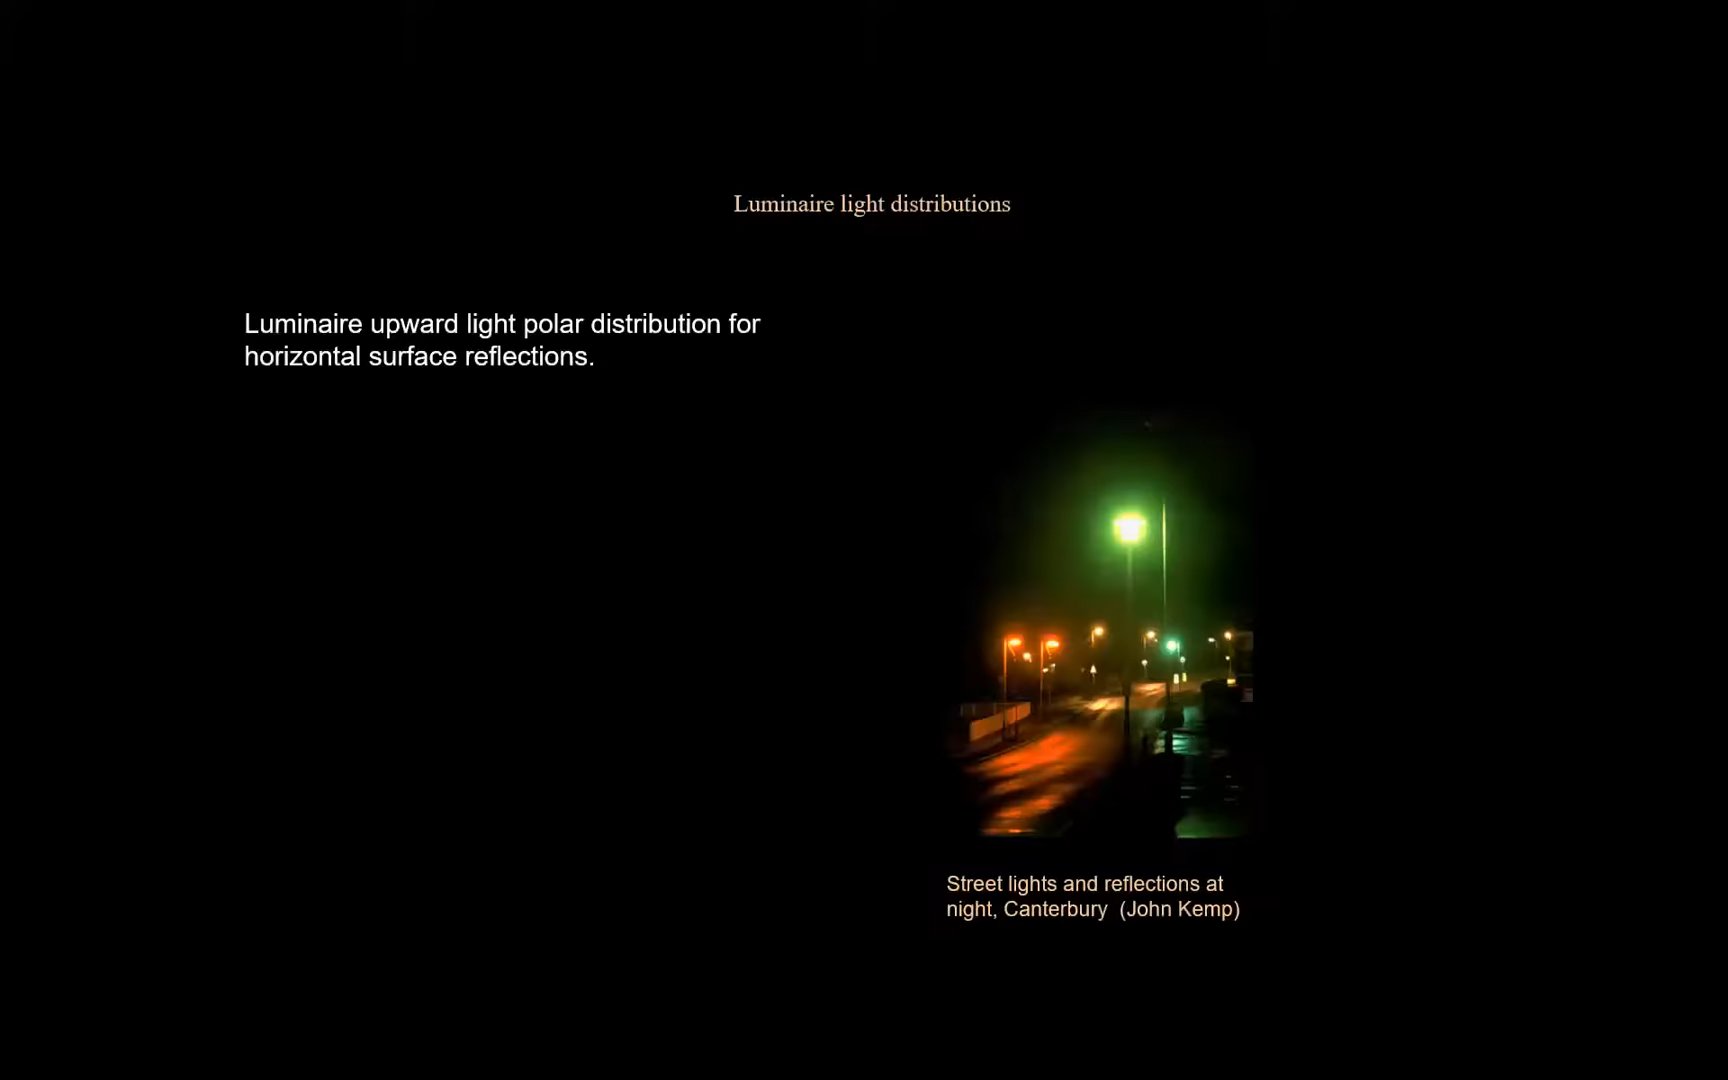 Luminaire light distributions
Luminaire upward light polar distribution for
horizontal surface reflections.
Street lights and reflections at
night, Canterbury  (John Kemp)